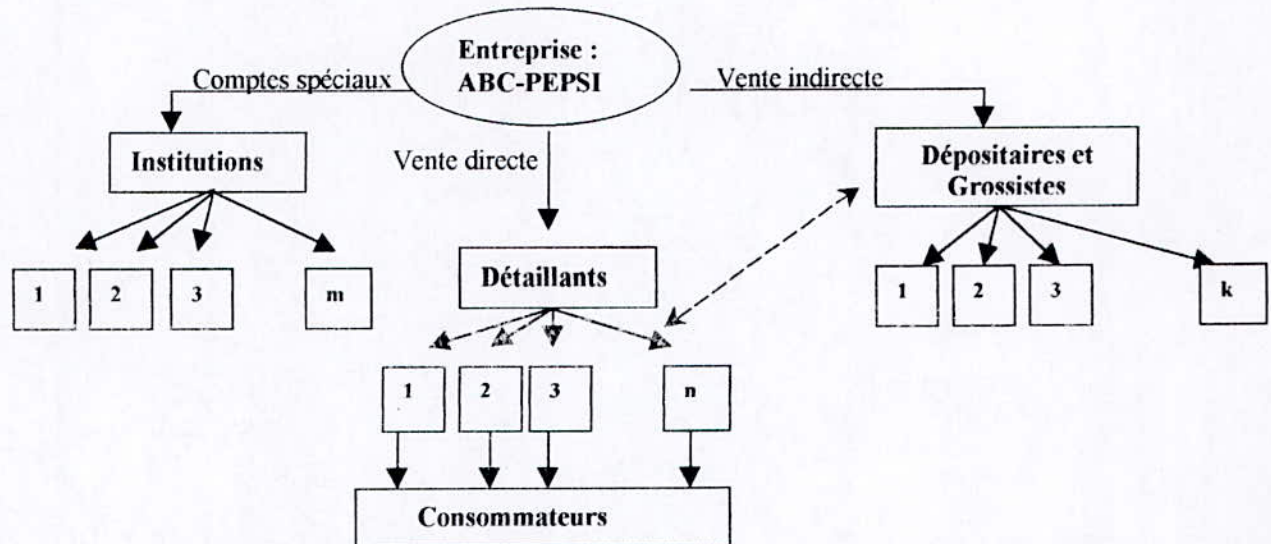 Entreprise :
ABC-PEPSI
Comptes spéciaux
Vente indirecte
Institutions
Vente directe
Dépositaires et
Grossistes
1 2 3 m
Détaillants
1 2 3 k
1 2 3 n
Consommateurs